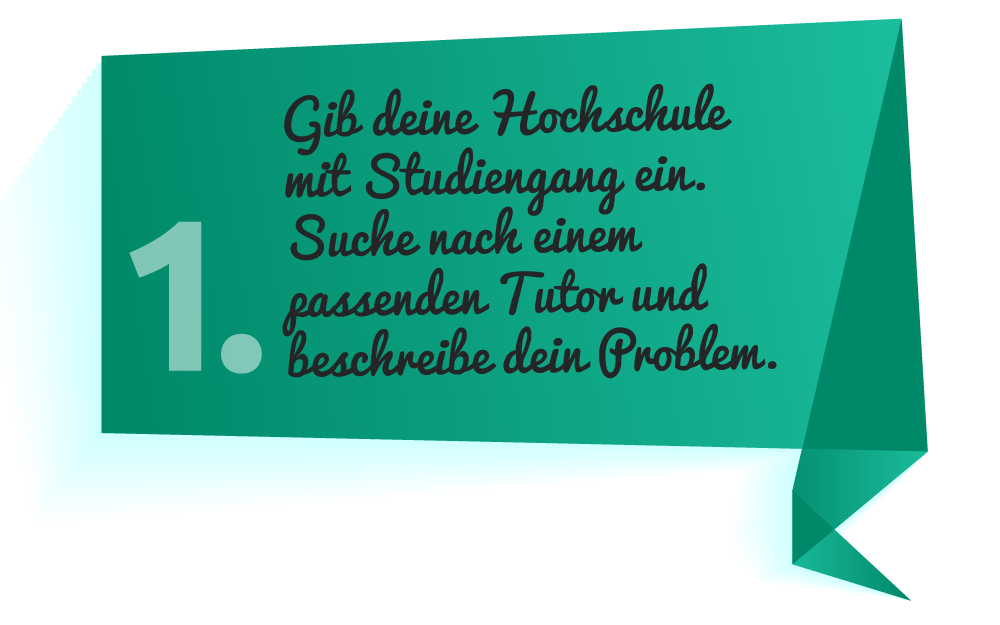 1.
Gib deine Hochschule
mit Studiengang ein.
Suche nach einem
passenden Tutor und
beschreibe dein Problem.